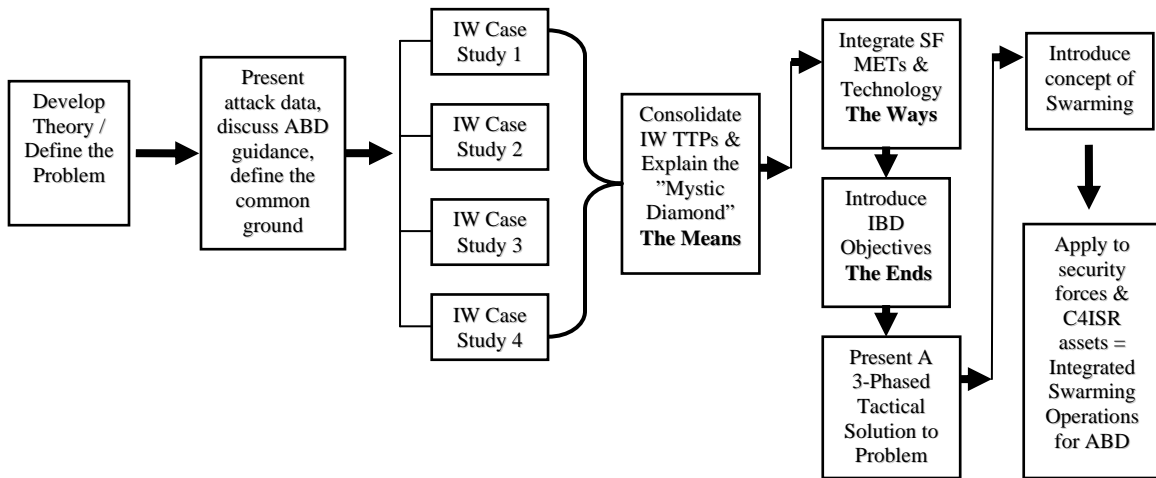 Develop
Theory /
Define the
Problem
Present
attack data,
discuss ABD
guidance,
define the
common
ground
IW Case
Study 1
IW Case
Study 2
IW Case
Study 3
IW Case
Study 4
Consolidate
IW TTPs &
Explain the
”Mystic
Diamond”
The Means
Integrate SF
METs &
Technology
The Ways
Introduce
IBD
Objectives
The Ends
Present A
3-Phased
Tactical
Solution to
Problem
Introduce
concept of
Swarming
Apply to
security
forces &
C4ISR
assets =
Integrated
Swarming
Operations
for ABD